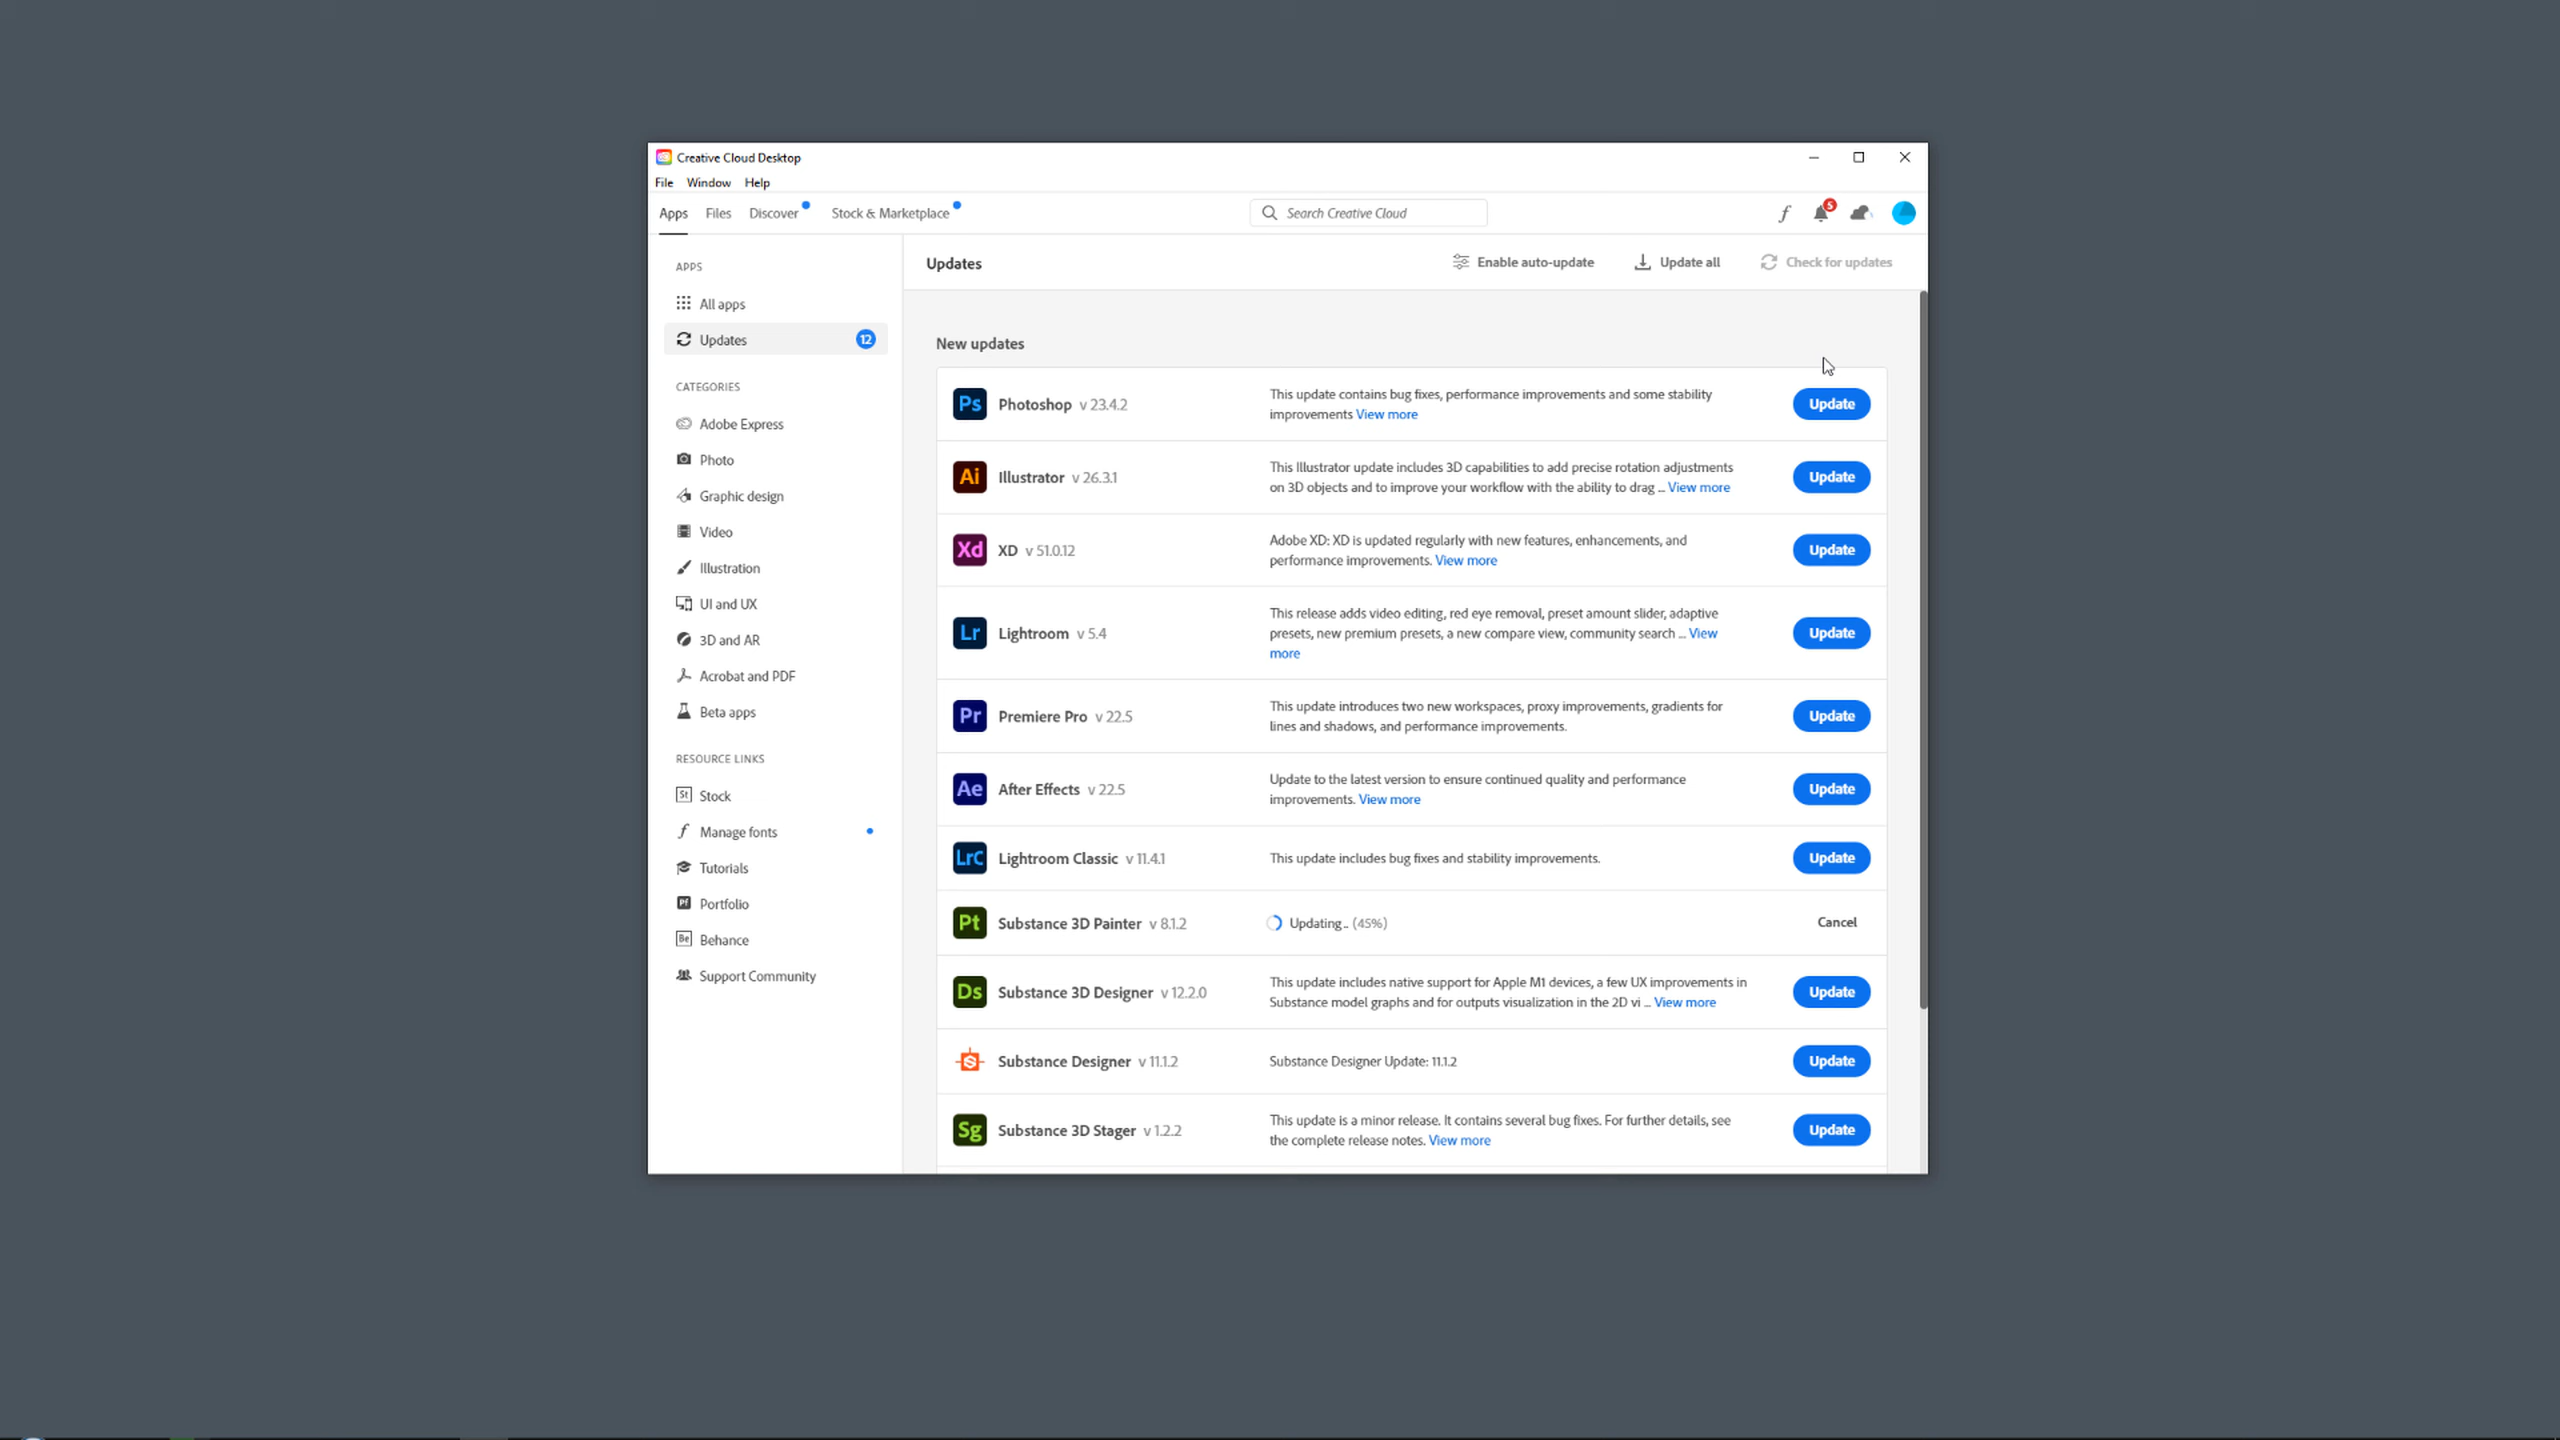 Creative Cloud Desktop
File Window Help
Apps Files Discover Stock & Marketplace Search Creative Cloud 5
APPS
All apps
Updates 12
CATEGORIES
Adobe Express
Photo
Graphic design
Video
Illustration
UI and UX
3D and AR
Acrobat and PDF
Beta apps
RESOURCE LINKS
St Stock
Manage fonts
Tutorials
Pf Portfolio
Be Behance
Support Community
Updates Enable auto-update Update all Check for updates
New updates
Ps Photoshop v 23.4.2
This update contains bug fixes, performance improvements and some stability
improvements View more
Update
Ai Illustrator v 26.3.1
This Illustrator update includes 3D capabilities to add precise rotation adjustments
on 3D objects and to improve your workflow with the ability to drag ... View more
Update
Xd XD v 51.0.12
Adobe XD: XD is updated regularly with new features, enhancements, and
performance improvements. View more
Update
Lr Lightroom v 5.4
This release adds video editing, red eye removal, preset amount slider, adaptive
presets, new premium presets, a new compare view, community search ... View
more
Update
Pr Premiere Pro v 22.5
This update introduces two new workspaces, proxy improvements, gradients for
lines and shadows, and performance improvements.
Update
Ae After Effects v 22.5
Update to the latest version to ensure continued quality and performance
improvements. View more
Update
LrC Lightroom Classic v 11.4.1
This update includes bug fixes and stability improvements.
Update
Pt Substance 3D Painter v 8.1.2
Updating.. (45%)
Cancel
Ds Substance 3D Designer v 12.2.0
This update includes native support for Apple M1 devices, a few UX improvements in
Substance model graphs and for outputs visualization in the 2D vi ... View more
Update
Substance Designer v 11.1.2
Substance Designer Update: 11.1.2
Update
Sg Substance 3D Stager v 1.2.2
This update is a minor release. It contains several bug fixes. For further details, see
the complete release notes. View more
Update